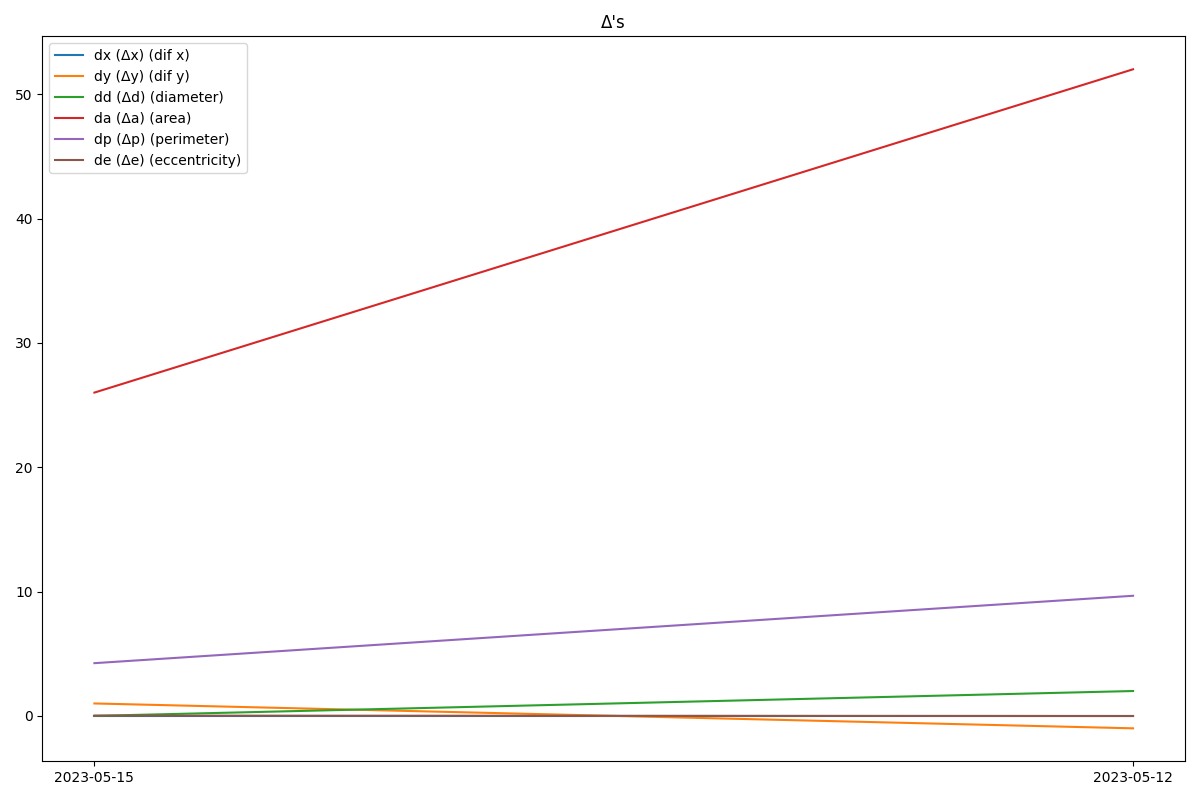 Δ's
dx (Δx) (dif x)
dy (Δy) (dif y)
dd (Δd) (diameter)
da (Δa) (area)
dp (Δp) (perimeter)
de (Δe) (eccentricity)
50
40
30
20
10
0
2023-05-15 2023-05-12